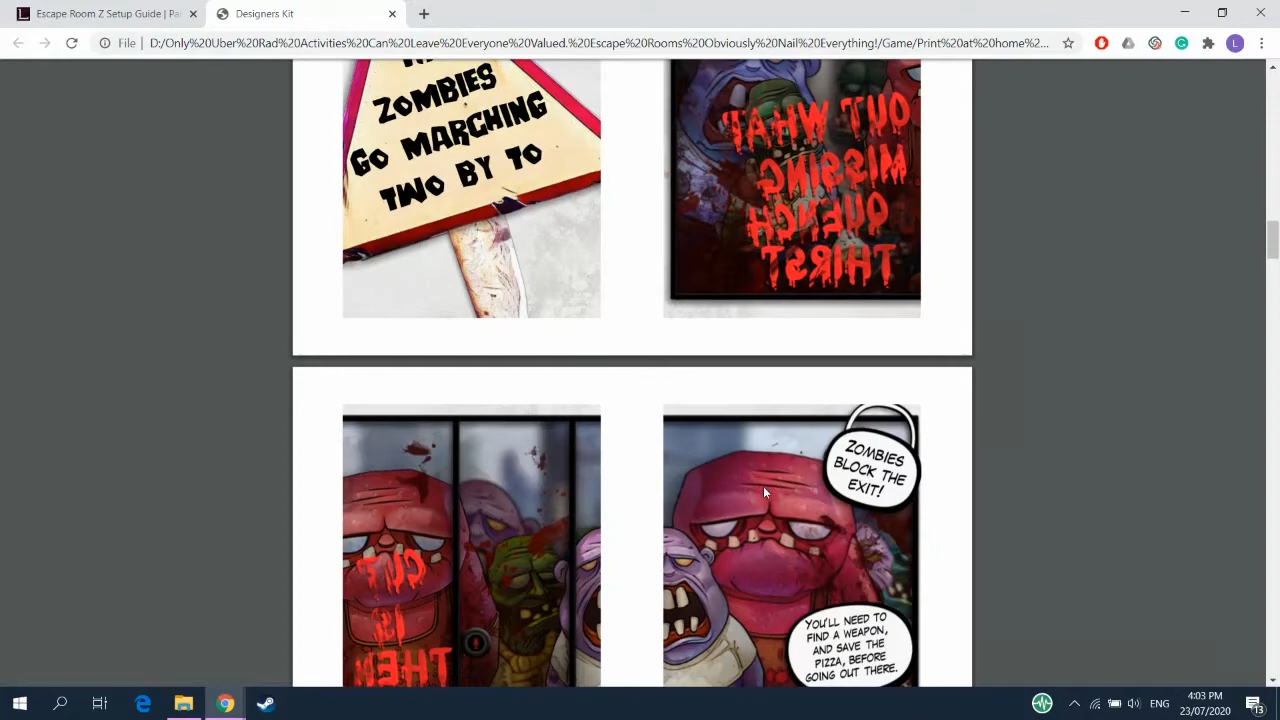 Escape Room Z Setup Guide | Pa
Designers Kit
File
D:/Only%20Uber%20Rad%20Activities%20Can%20Leave%20Everyone%20Valued.%20Escape%20Rooms%20Obviously%20Nail%20Everything!/Game/Print%20at%20home%20...
L
ZOMBIES
GO MARCHING
TWO BY TO
OUT WHAT
MISSING
QUENCH
THIRST
ZOMBIES
BLOCK THE
EXIT!
YOU'LL NEED TO
FIND A WEAPON,
AND SAVE THE
PIZZA, BEFORE
GOING OUT THERE.
IS
ENG
4:03 PM
23/07/2020
13